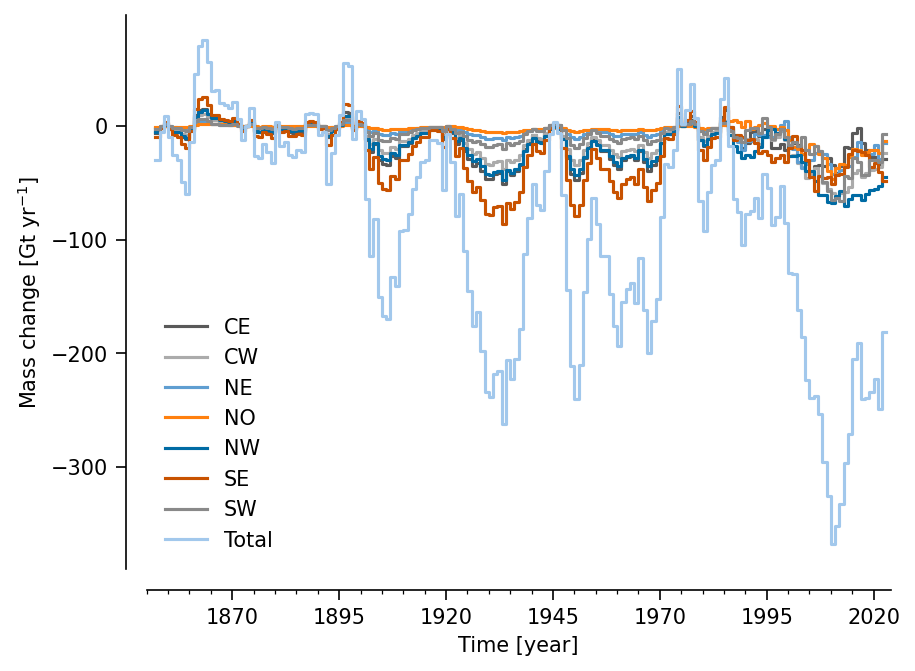 0
−100
−200
−300
Mass change [Gt yr⁻¹]
CE
CW
NE
NO
NW
SE
SW
Total
1870 1895 1920 1945 1970 1995 2020
Time [year]